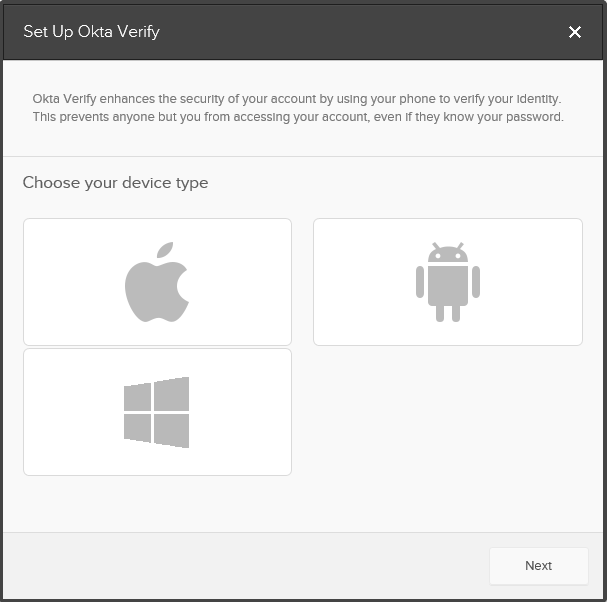 Set Up Okta Verify
Okta Verify enhances the security of your account by using your phone to verify your identity.
This prevents anyone but you from accessing your account, even if they know your password.
Choose your device type
Next